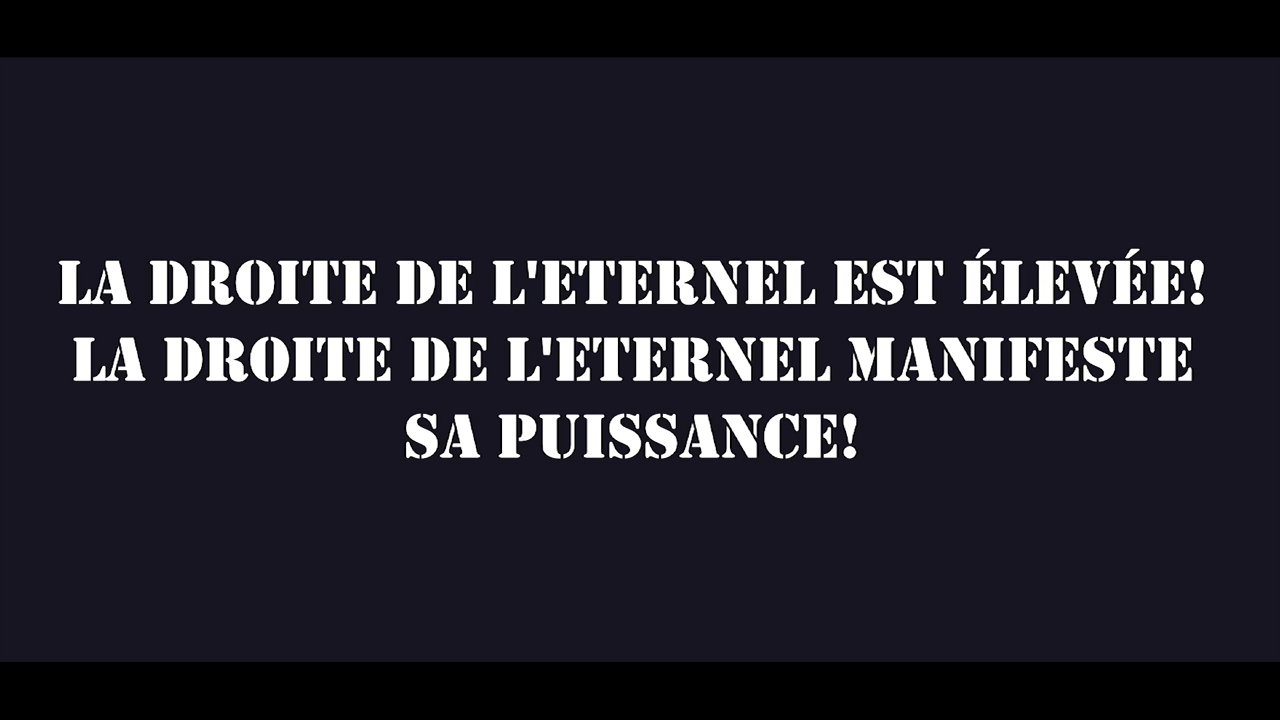 LA DROITE DE L'ETERNEL EST ÉLEVÉE!
LA DROITE DE L'ETERNEL MANIFESTE
SA PUISSANCE!